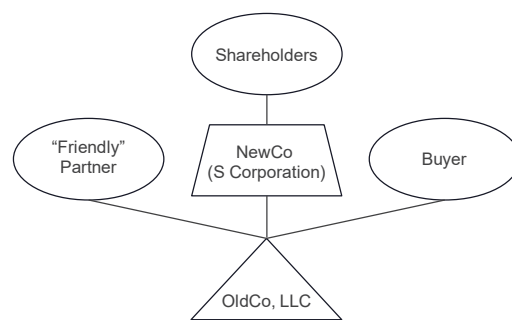 Shareholders
“Friendly”
Partner
NewCo
(S Corporation)
Buyer
OldCo, LLC